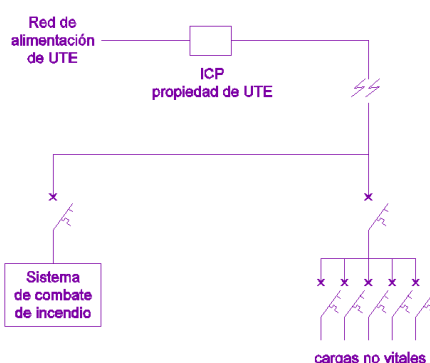 Red de
alimentación
de UTE
ICP
propiedad de UTE
Sistema
de combate
de incendio
cargas no vitales